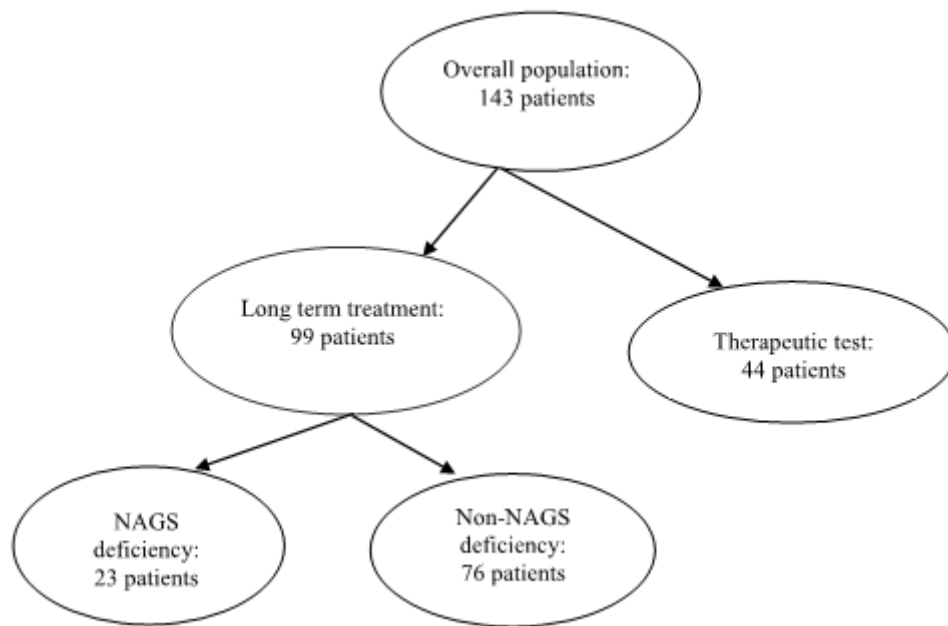 Overall population:
143 patients
Long term treatment:
99 patients
Therapeutic test:
44 patients
NAGS
deficiency:
23 patients
Non-NAGS
deficiency:
76 patients